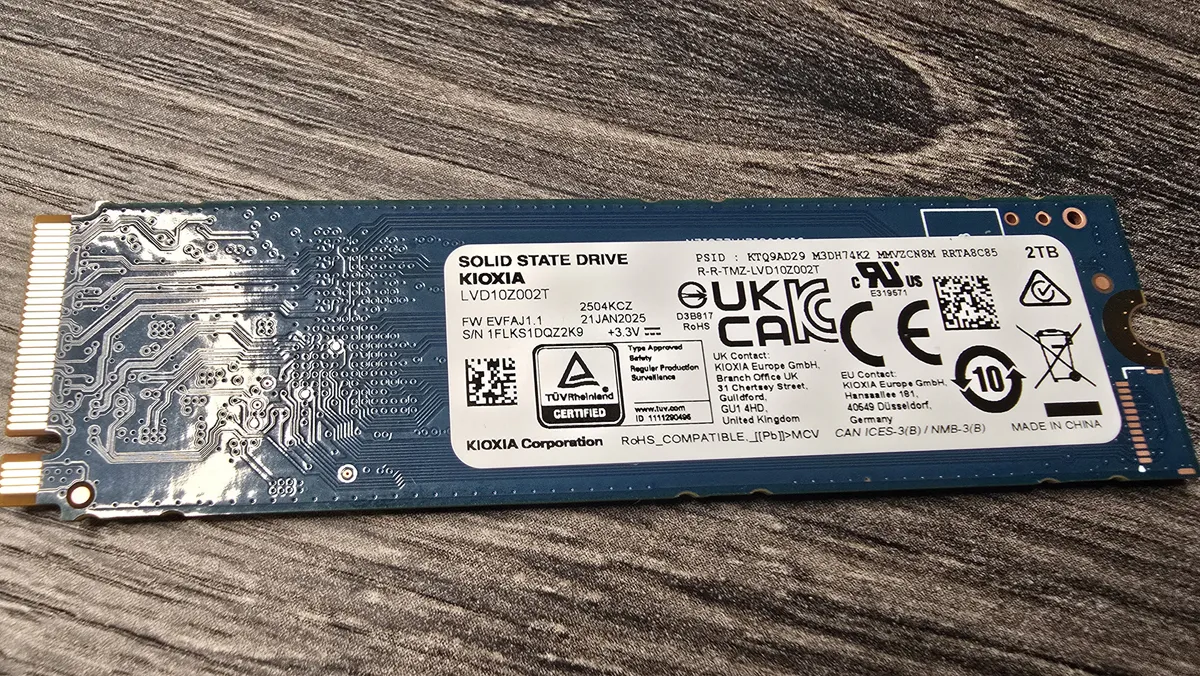 SOLID STATE DRIVE
KIOXIA
LVD10Z002T
2504KCZ
FW EVFAJ1.1 21JAN2025
S/N 1FLKS1DQZ2K9 +3.3V
PSID : KTQ9AD29 M3DH74K2 MMVZCN8M RRTA8C85
R-R-TMZ-LVD10Z002T
2TB
D3B817
RoHS
UK
CA
c RU US
E319571
CE
TÜVRheinland
CERTIFIED
Type Approved
Safety
Regular Production
Surveillance
www.tuv.com
ID 1111290496
UK Contact:
KIOXIA Europe GmbH,
Branch Office UK
31 Chertsey Street,
Guildford,
GU1 4HD,
United Kingdom
EU Contact:
KIOXIA Europe GmbH,
Hansaallee 181,
40549 Düsseldorf,
Germany
10
KIOXIA Corporation
RoHS_COMPATIBLE._[[Pb]]>MCV
CAN ICES-3(B) / NMB-3(B)
MADE IN CHINA